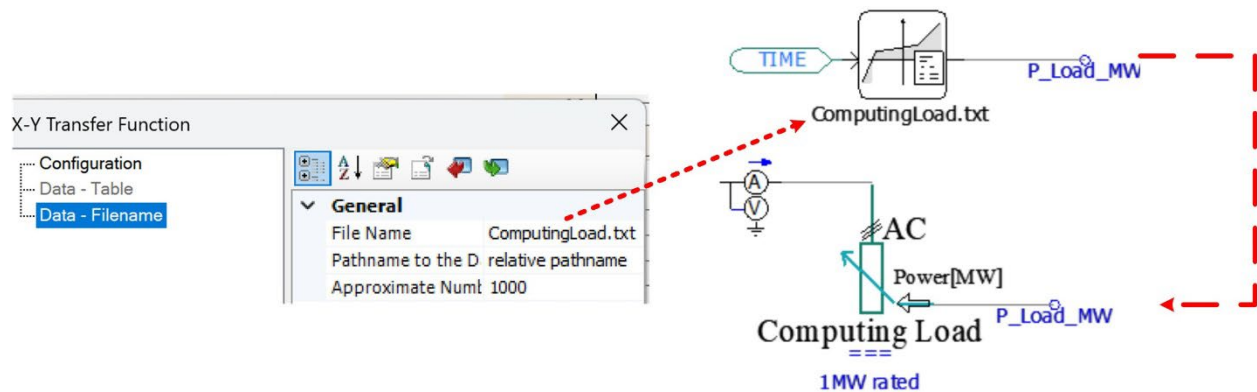 X-Y Transfer Function
Configuration
Data - Table
Data - Filename
General
File Name ComputingLoad.txt
Pathname to the D relative pathname
Approximate Numb 1000
TIME
P_Load_MW
ComputingLoad.txt
A
V
AC
Power[MW]
P_Load_MW
Computing Load
1MW rated